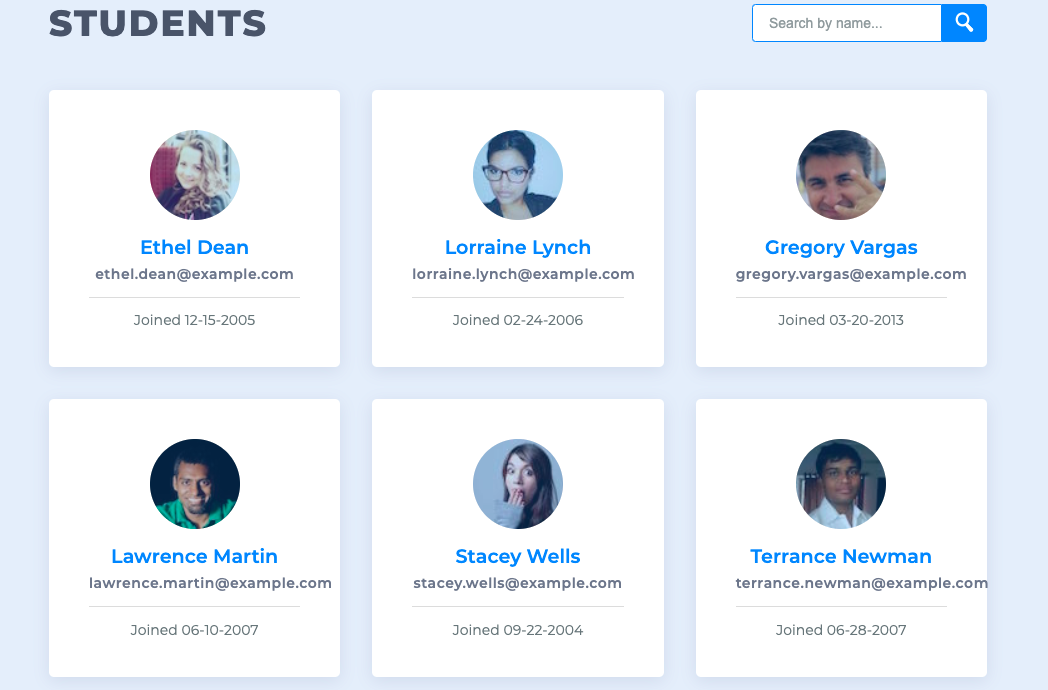 STUDENTS
Search by name...
Ethel Dean
ethel.dean@example.com
Joined 12-15-2005
Lorraine Lynch
lorraine.lynch@example.com
Joined 02-24-2006
Gregory Vargas
gregory.vargas@example.com
Joined 03-20-2013
Lawrence Martin
lawrence.martin@example.com
Joined 06-10-2007
Stacey Wells
stacey.wells@example.com
Joined 09-22-2004
Terrance Newman
terrance.newman@example.com
Joined 06-28-2007